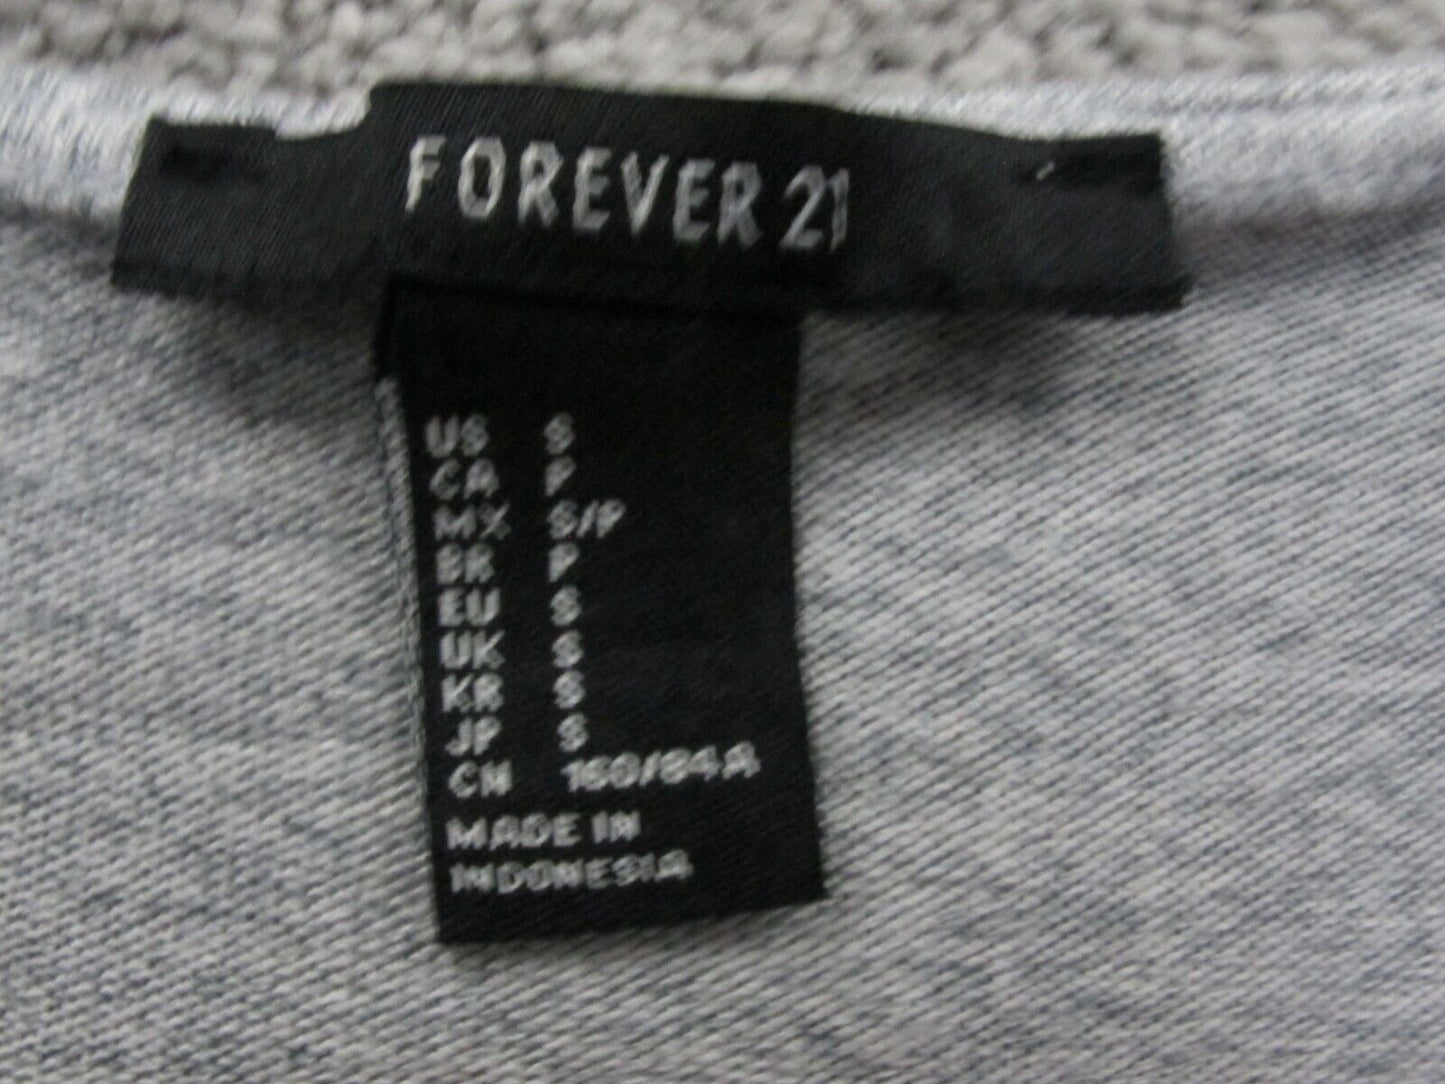 FOREVER 21
US S
CA P
MX S/P
BR P
EU S
UK S
KR S
JP S
CN 160/84A
MADE IN
INDONESIA